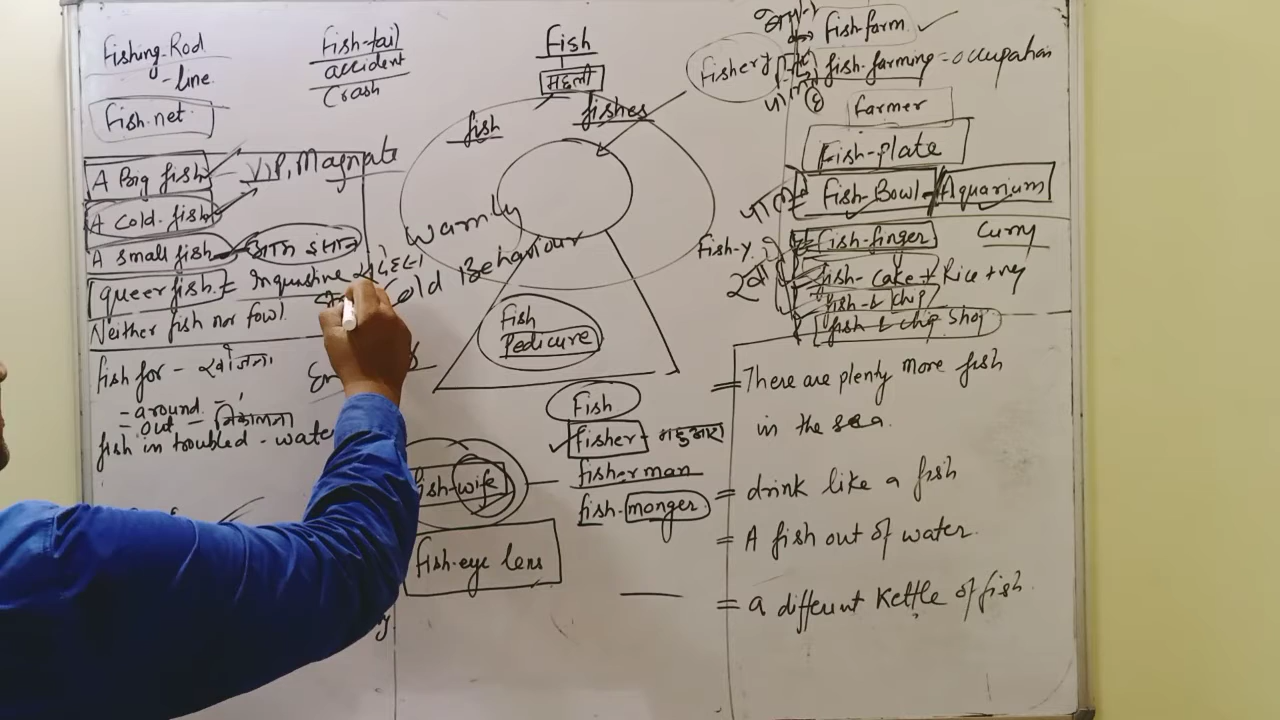 Fishing Rod
- line
Fish net
Fish-tail
accident
Crash
Fish
मछली
fish
fishes
Fishery
Fish-farm
fish-farming - occupation
farmer
Fish-plate
Fish-Bowl - Aquarium
fish-finger
Curry
fish-cake + Rice +
fish & chip
fish & chip shop
Fish-y
A Big fish
V.I.P, Magnate
A Cold-fish
A small fish - आम इंसान
queer fish =
Neither fish nor fowl
Warmly
Cold Behaviour
fish for - खोजना
- around -
- out - निकालना
fish in troubled - water
Fish
Pedicure
Fish
fisher - मछुआरा
fisherman
fish-monger
fish-wife
fish-eye lens
= There are plenty more fish
in the sea.
= drink like a fish
= A fish out of water.
= a different Kettle of fish.